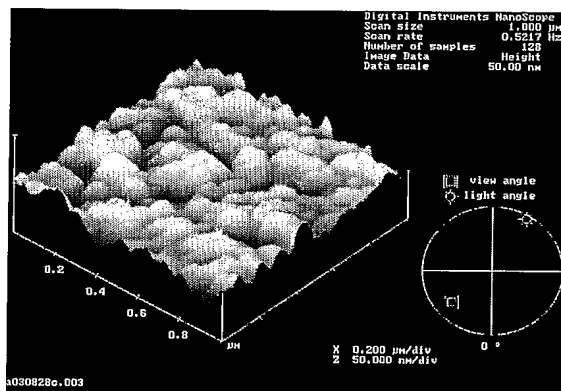 Digital Instruments NanoScope
Scan size 1.000 µm
Scan rate 0.5217 Hz
Number of samples 128
Image Data Height
Data scale 50.00 nm
view angle
light angle
0.2
0.4
0.6
0.8
µm
X 0.200 µm/div
Z 50.000 nm/div
0 °
a030828c.003